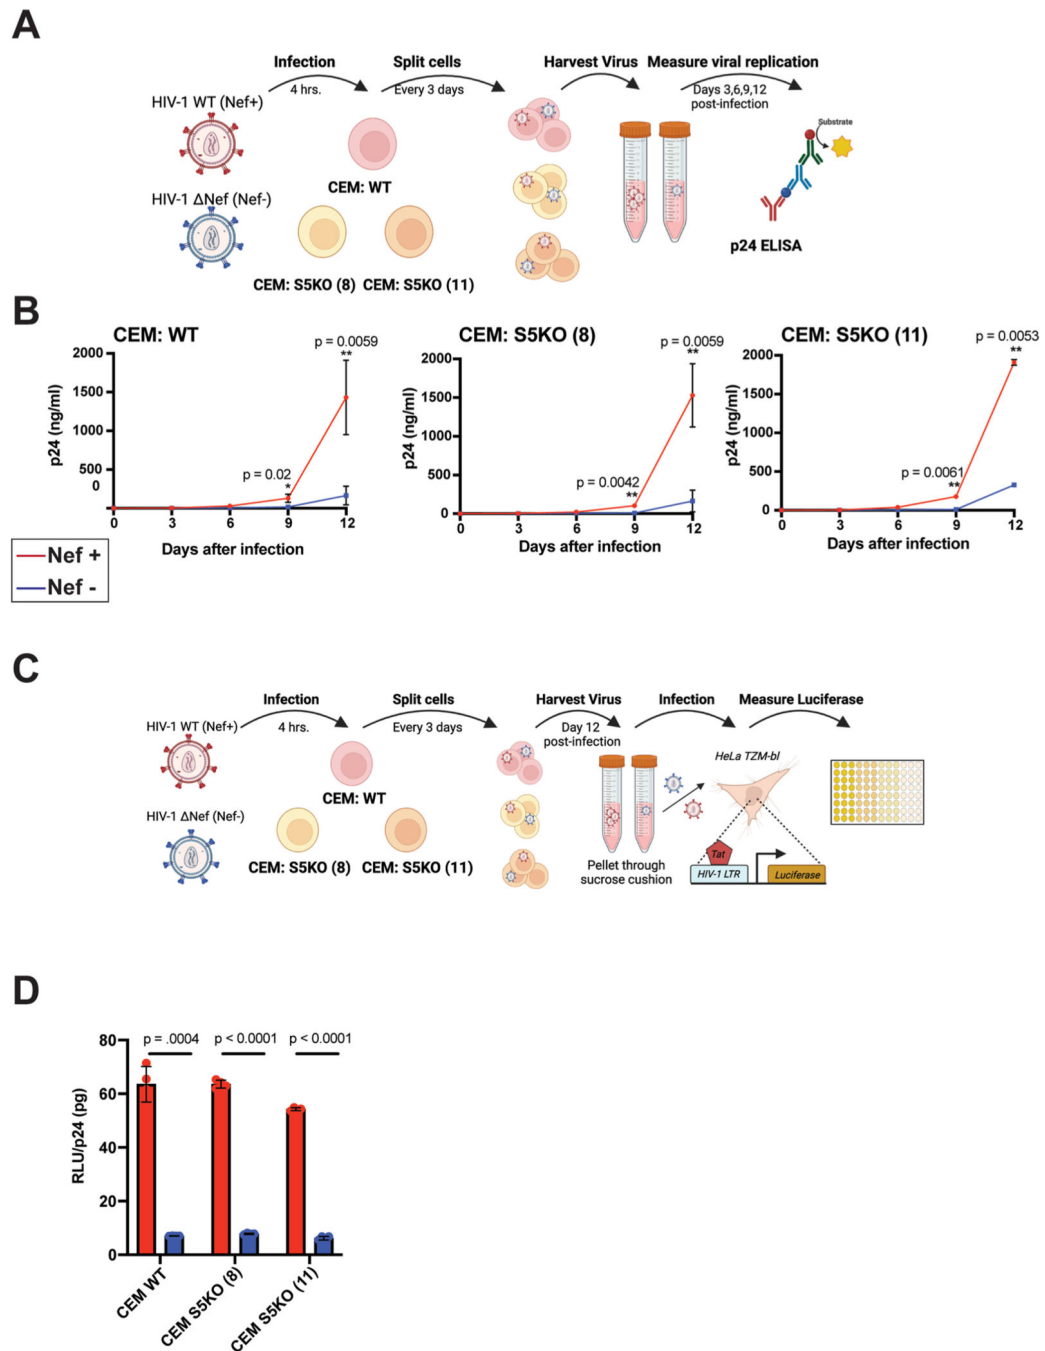 A
Infection
Split cells
Harvest Virus
Measure viral replication
4 hrs.
Every 3 days
Days 3,6,9,12
post-infection
HIV-1 WT (Nef+)
Substrate
CEM: WT
HIV-1 ΔNef (Nef-)
p24 ELISA
CEM: S5KO (8)
CEM: S5KO (11)
B
CEM: WT
p = 0.0059
**
2000
1500
1000
500
0
p24 (ng/ml)
p = 0.02
*
0 3 6 9 12
Days after infection
CEM: S5KO (8)
p = 0.0059
**
2000
1500
1000
500
0
p24 (ng/ml)
p = 0.0042
**
0 3 6 9 12
Days after infection
CEM: S5KO (11)
p = 0.0053
**
2000
1500
1000
500
0
p24 (ng/ml)
p = 0.0061
**
0 3 6 9 12
Days after infection
Nef +
Nef -
C
Infection
Split cells
Harvest Virus
Infection
Measure Luciferase
HIV-1 WT (Nef+)
4 hrs.
Every 3 days
Day 12
post-infection
HeLa TZM-bl
CEM: WT
HIV-1 ΔNef (Nef-)
CEM: S5KO (8)
CEM: S5KO (11)
Pellet through
sucrose cushion
Tat
HIV-1 LTR
Luciferase
D
p = .0004
p < 0.0001
p < 0.0001
80
60
40
20
0
RLU/p24 (pg)
CEM WT
CEM S5KO (8)
CEM S5KO (11)